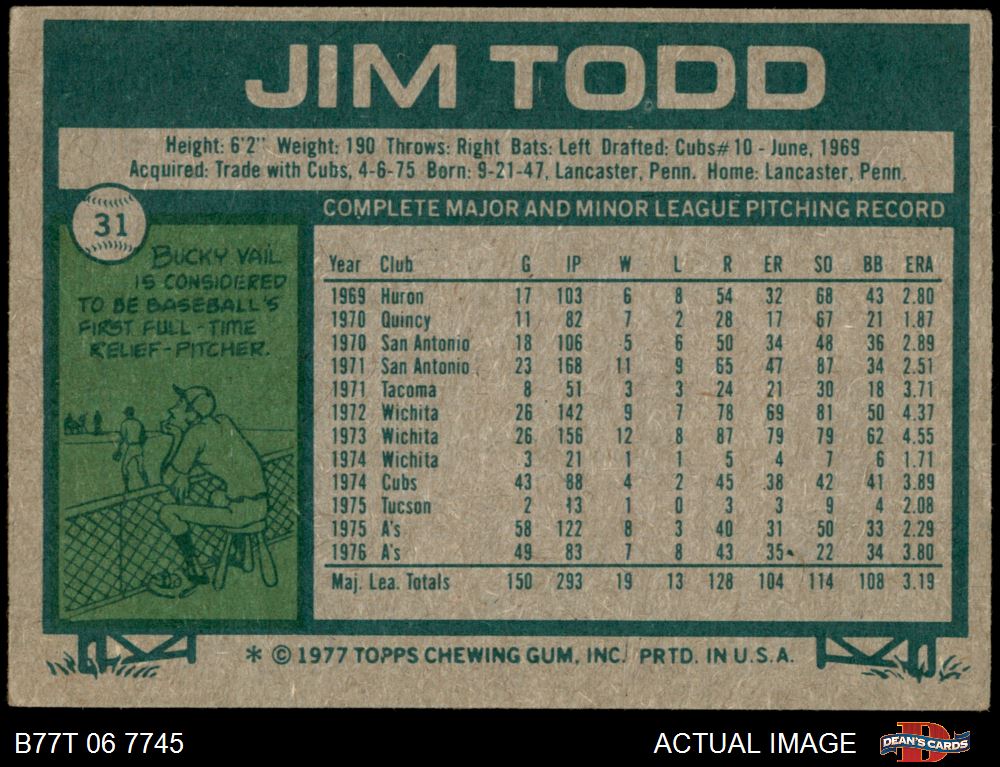 JIM TODD
Height: 6'2" Weight: 190 Throws: Right Bats: Left Drafted: Cubs #10 - June, 1969
Acquired: Trade with Cubs, 4-6-75 Born: 9-21-47, Lancaster, Penn. Home: Lancaster, Penn.
31
COMPLETE MAJOR AND MINOR LEAGUE PITCHING RECORD
BUCKY VAIL
IS CONSIDERED
TO BE BASEBALL'S
FIRST FULL-TIME
RELIEF-PITCHER.
Year Club G IP W L R ER SO BB ERA
1969 Huron 17 103 6 8 54 32 68 43 2.80
1970 Quincy 11 82 7 2 28 17 67 21 1.87
1970 San Antonio 18 106 5 6 50 34 48 36 2.89
1971 San Antonio 23 168 11 9 65 47 87 34 2.51
1971 Tacoma 8 51 3 3 24 21 30 18 3.71
1972 Wichita 26 142 9 7 78 69 81 50 4.37
1973 Wichita 26 156 12 8 87 79 79 62 4.55
1974 Wichita 3 21 1 1 5 4 7 6 1.71
1974 Cubs 43 88 4 2 45 38 42 41 3.89
1975 Tucson 2 13 1 0 3 3 9 4 2.08
1975 A's 58 122 8 3 40 31 50 33 2.29
1976 A's 49 83 7 8 43 35 22 34 3.80
Maj. Lea. Totals 150 293 19 13 128 104 114 108 3.19
* © 1977 TOPPS CHEWING GUM, INC. PRTD. IN U.S.A.
B77T 06 7745
ACTUAL IMAGE
DEAN'S CARDS